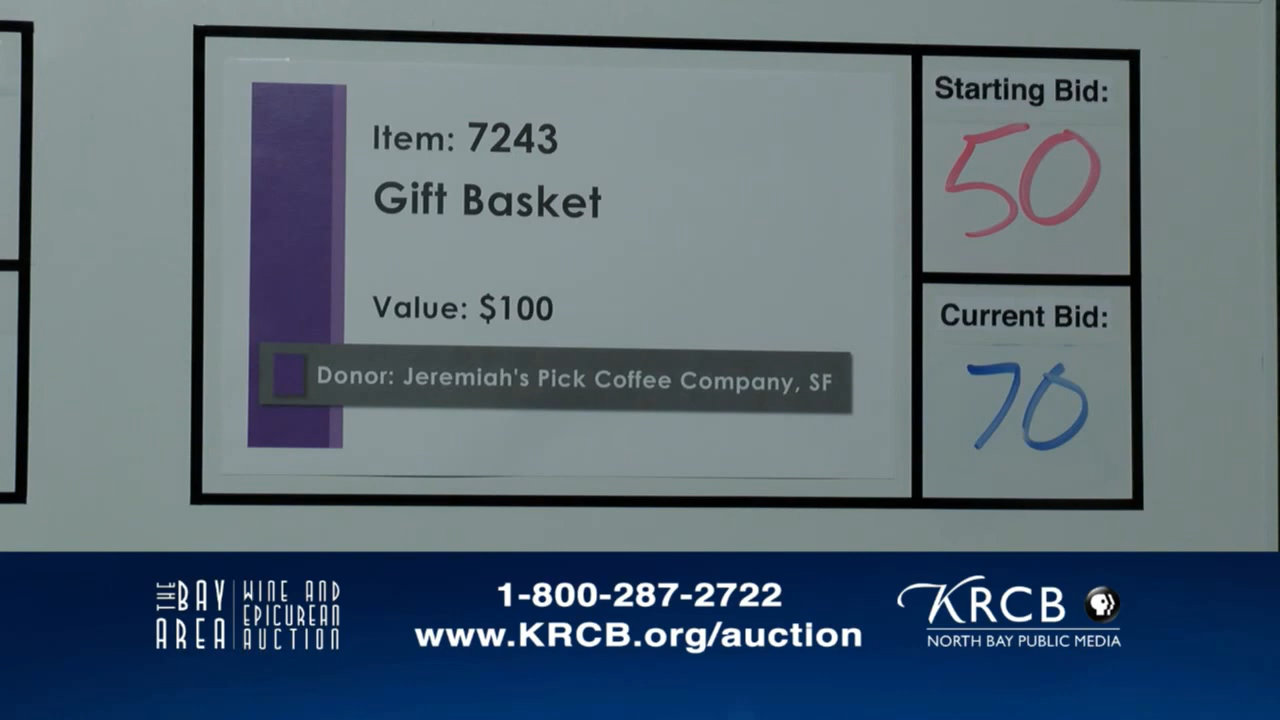 Item: 7243
Gift Basket
Value: $100
Donor: Jeremiah's Pick Coffee Company, SF
Starting Bid:
50
Current Bid:
70
THE BAY AREA
WINE AND
EPICUREAN
AUCTION
1-800-287-2722
www.KRCB.org/auction
KRCB
NORTH BAY PUBLIC MEDIA